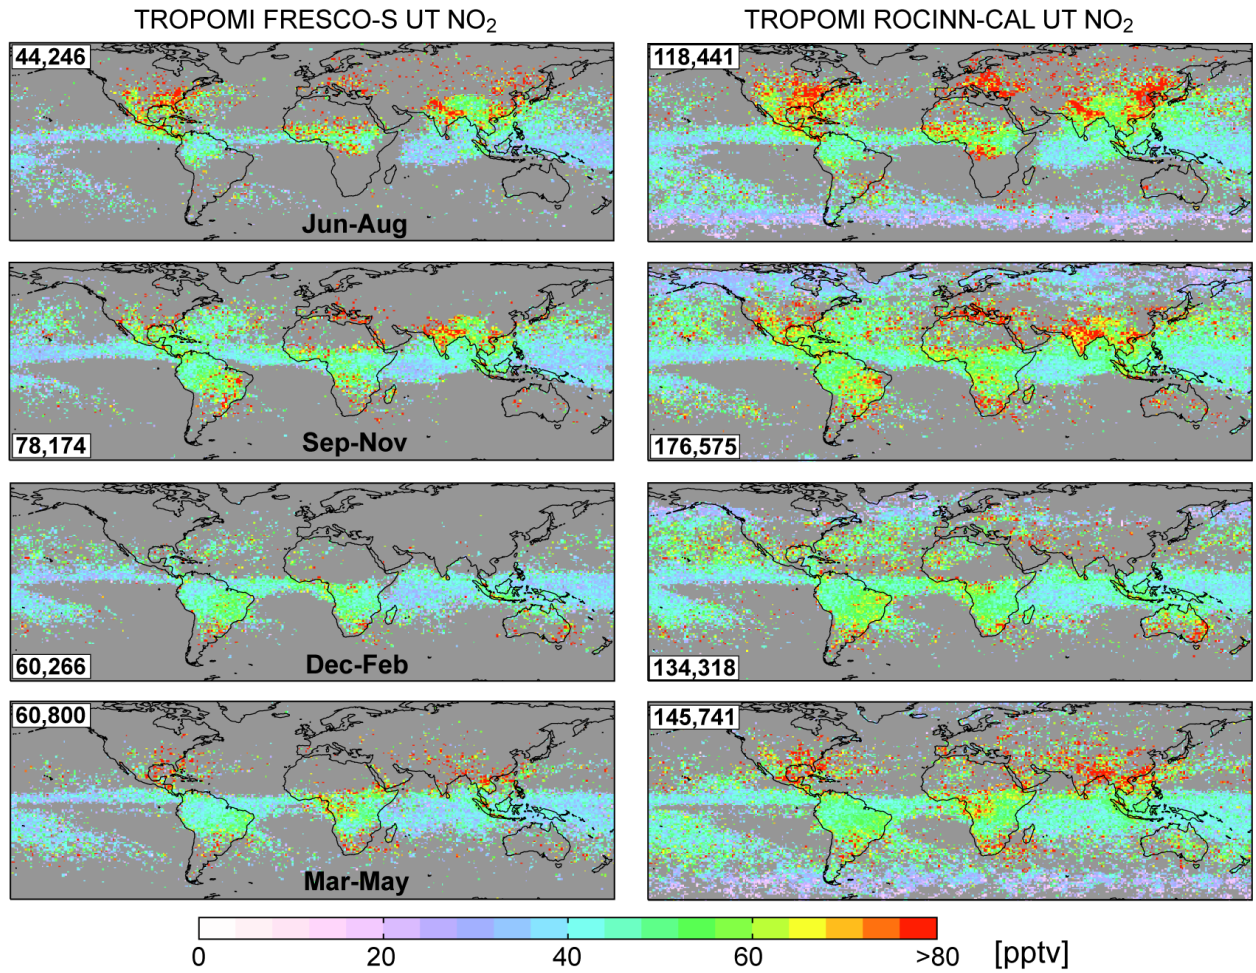 TROPOMI FRESCO-S UT NO₂
TROPOMI ROCINN-CAL UT NO₂
44,246
Jun-Aug
118,441
78,174
Sep-Nov
176,575
60,266
Dec-Feb
134,318
60,800
Mar-May
145,741
0 20 40 60 >80 [pptv]